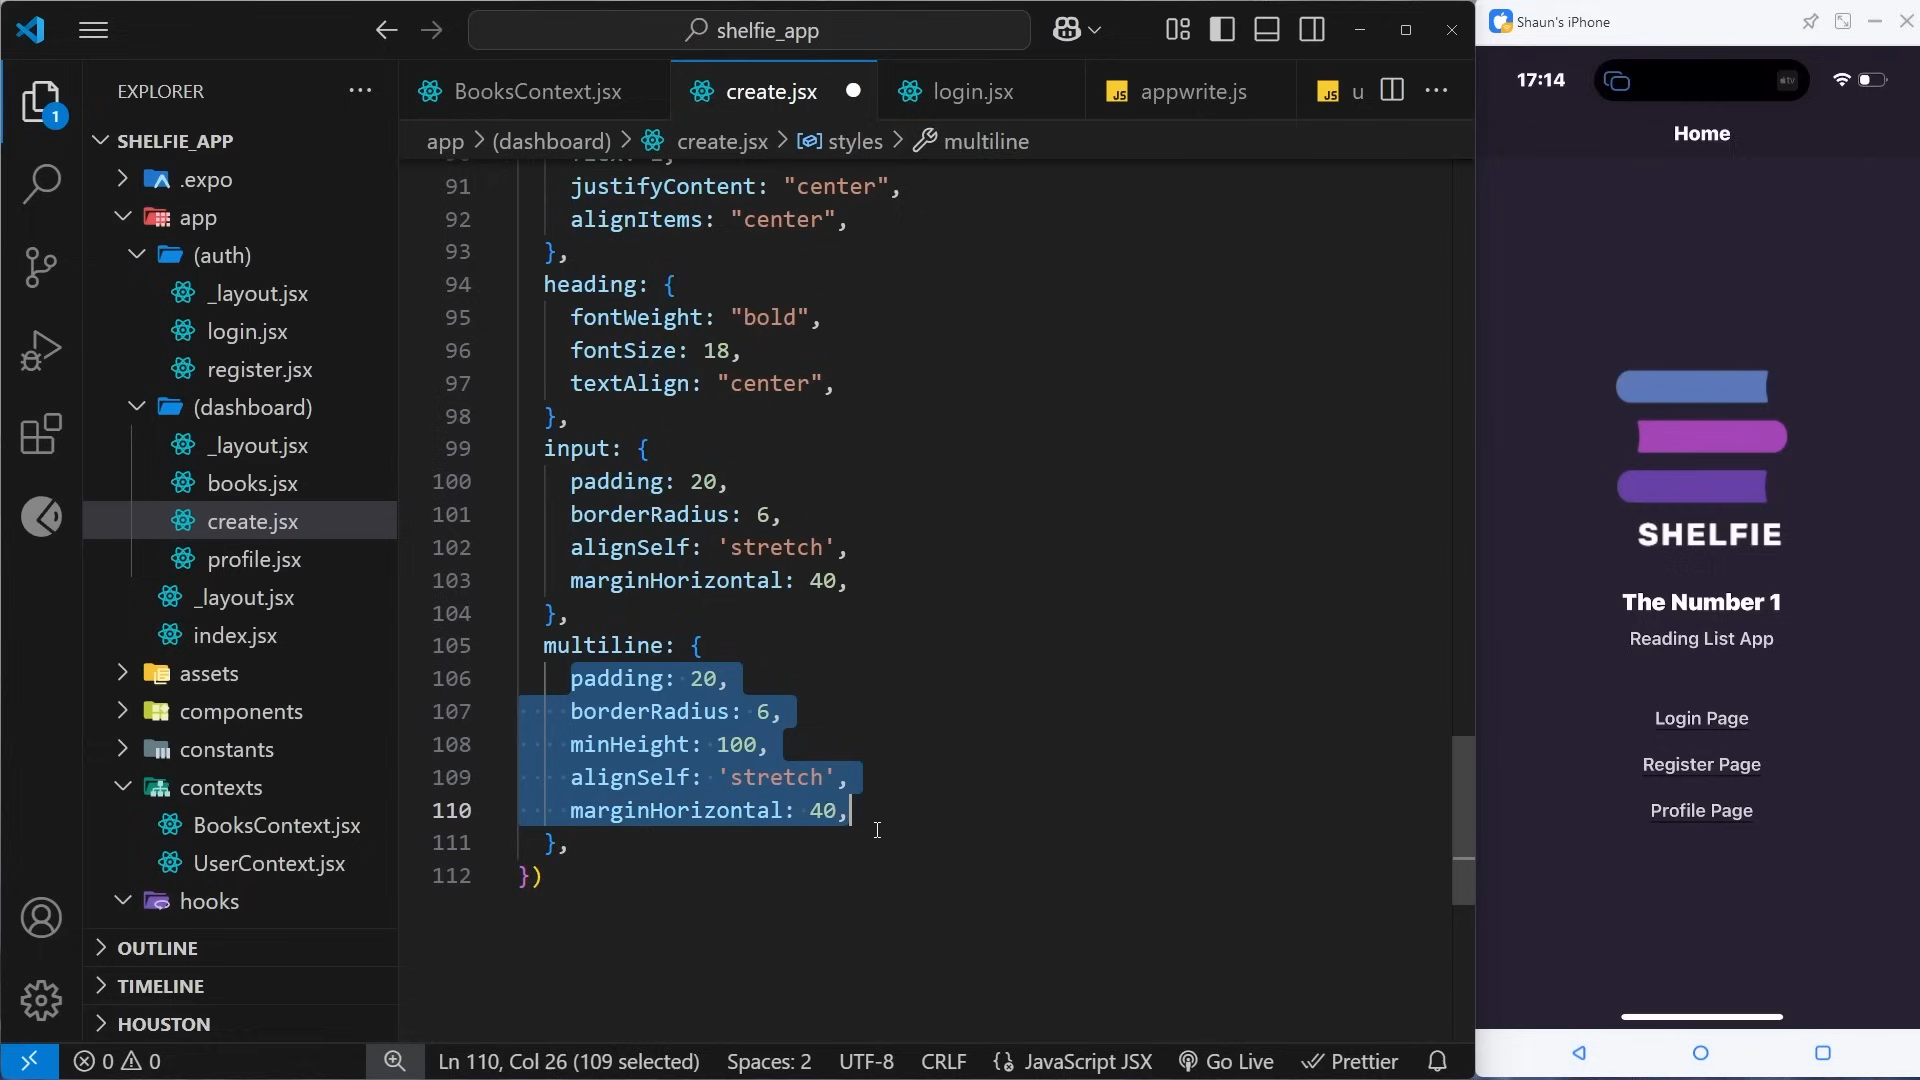 shelfie_app
Shaun's iPhone
EXPLORER
BooksContext.jsx
create.jsx
login.jsx
JS appwrite.js
JS u
app > (dashboard) > create.jsx > styles > multiline
1
SHELFIE_APP
.expo
app
(auth)
_layout.jsx
login.jsx
register.jsx
(dashboard)
_layout.jsx
books.jsx
create.jsx
profile.jsx
_layout.jsx
index.jsx
assets
components
constants
contexts
BooksContext.jsx
UserContext.jsx
hooks
OUTLINE
TIMELINE
HOUSTON
91 justifyContent: "center",
92 alignItems: "center",
93 },
94 heading: {
95 fontWeight: "bold",
96 fontSize: 18,
97 textAlign: "center",
98 },
99 input: {
100 padding: 20,
101 borderRadius: 6,
102 alignSelf: 'stretch',
103 marginHorizontal: 40,
104 },
105 multiline: {
106 padding: 20,
107 borderRadius: 6,
108 minHeight: 100,
109 alignSelf: 'stretch',
110 marginHorizontal: 40,
111 },
112 })
17:14
Home
SHELFIE
The Number 1
Reading List App
Login Page
Register Page
Profile Page
0 0
Ln 110, Col 26 (109 selected)
Spaces: 2
UTF-8
CRLF
JavaScript JSX
Go Live
Prettier